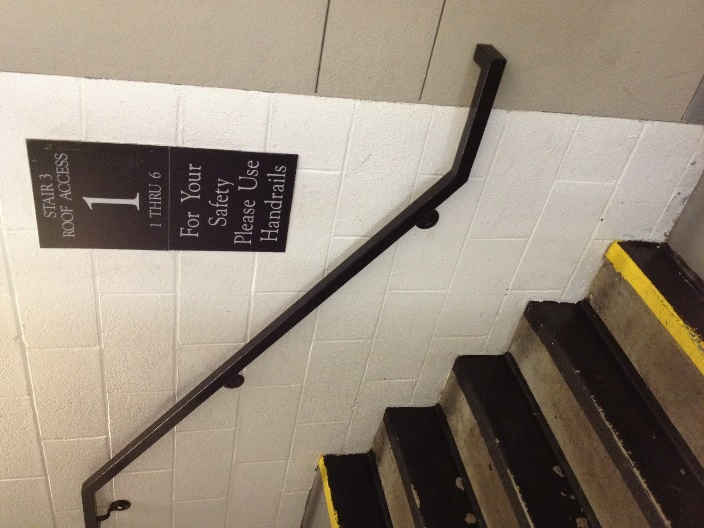 STAIR 3
ROOF ACCESS
1
1 THRU 6
For Your
Safety
Please Use
Handrails